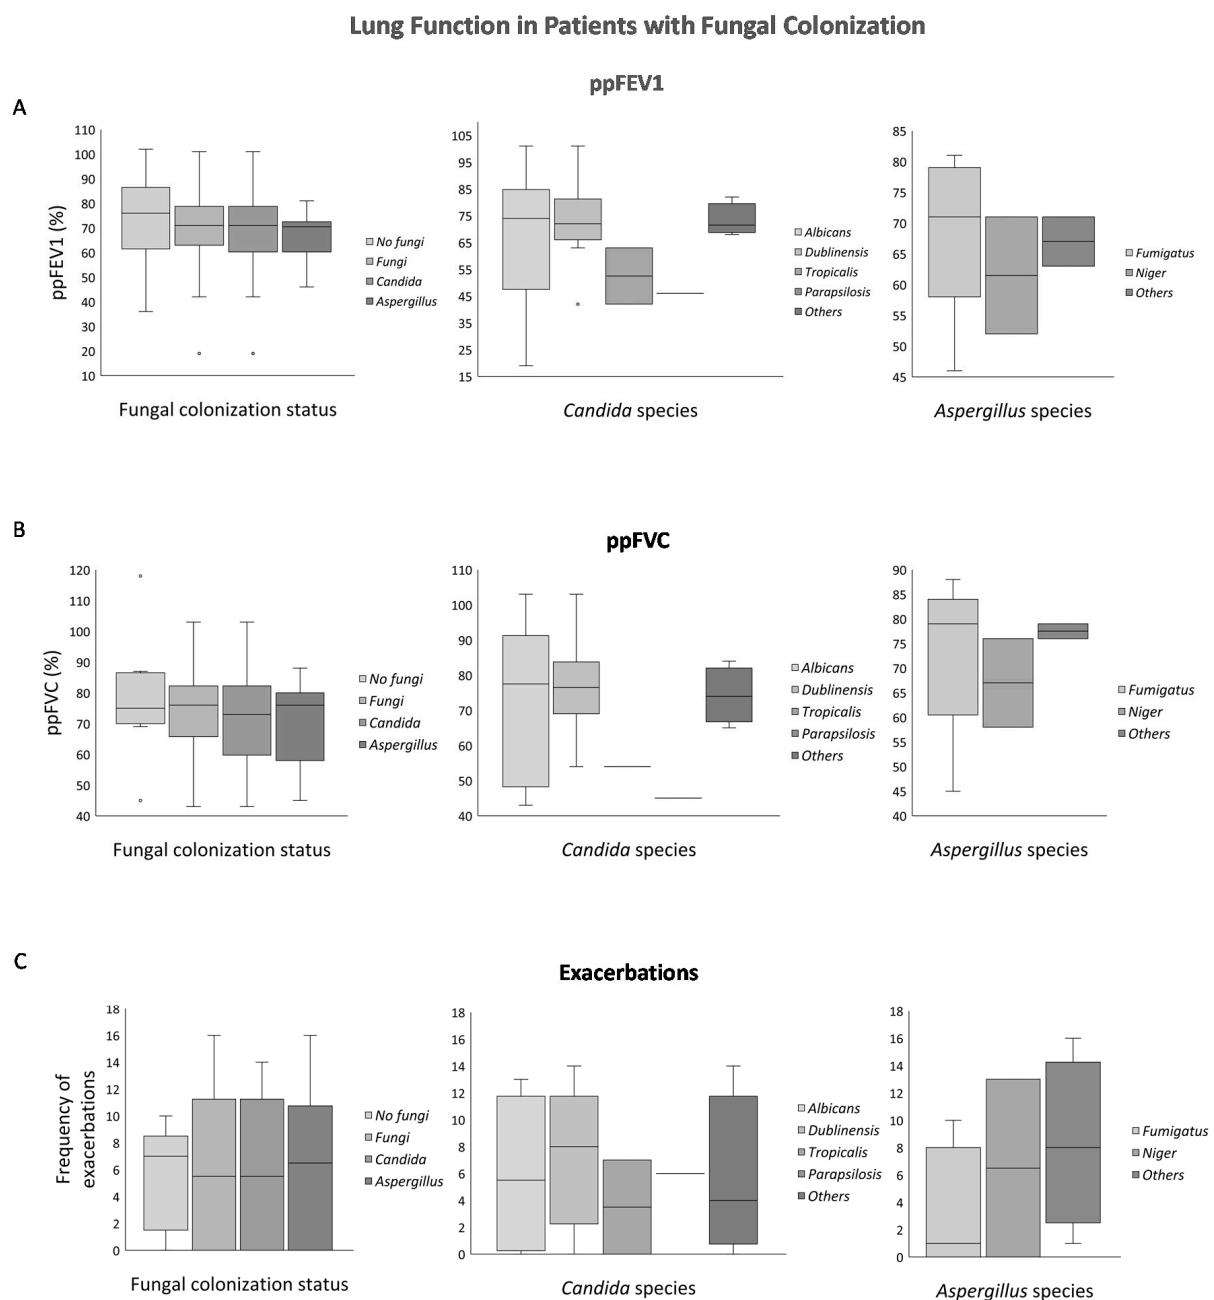 Lung Function in Patients with Fungal Colonization
ppFEV1
A
ppFEV1 (%)
110
100
90
80
70
60
50
40
30
20
10
Fungal colonization status
No fungi
Fungi
Candida
Aspergillus
105
95
85
75
65
55
45
35
25
15
Candida species
Albicans
Dublinensis
Tropicalis
Parapsilosis
Others
85
80
75
70
65
60
55
50
45
Aspergillus species
Fumigatus
Niger
Others
B
ppFVC
ppFVC (%)
120
110
100
90
80
70
60
50
40
Fungal colonization status
No fungi
Fungi
Candida
Aspergillus
110
100
90
80
70
60
50
40
Candida species
Albicans
Dublinensis
Tropicalis
Parapsilosis
Others
90
85
80
75
70
65
60
55
50
45
40
Aspergillus species
Fumigatus
Niger
Others
C
Exacerbations
Frequency of
exacerbations
18
16
14
12
10
8
6
4
2
0
Fungal colonization status
No fungi
Fungi
Candida
Aspergillus
18
16
14
12
10
8
6
4
2
0
Candida species
Albicans
Dublinensis
Tropicalis
Parapsilosis
Others
18
16
14
12
10
8
6
4
2
0
Aspergillus species
Fumigatus
Niger
Others